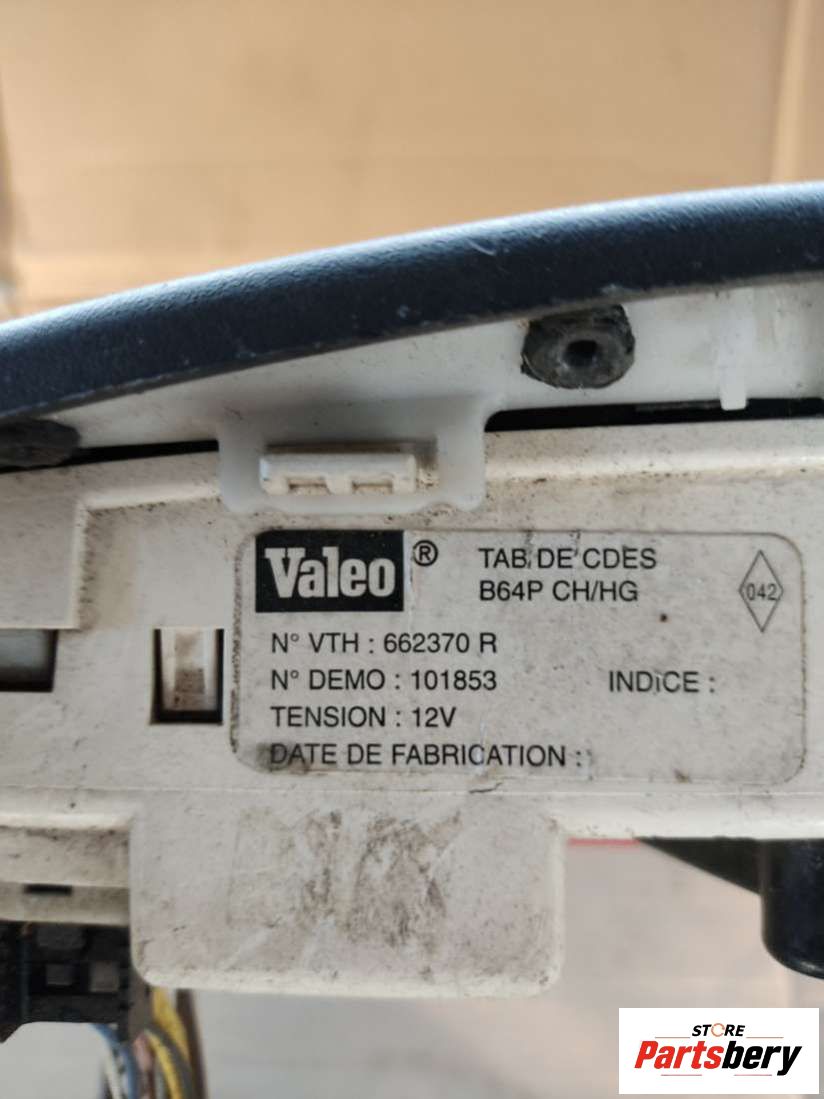 Valeo®
TAB DE CDES
B64P CH/HG
042
N° VTH : 662370 R
N° DEMO : 101853
INDICE :
TENSION : 12V
DATE DE FABRICATION :
STORE
Partsbery